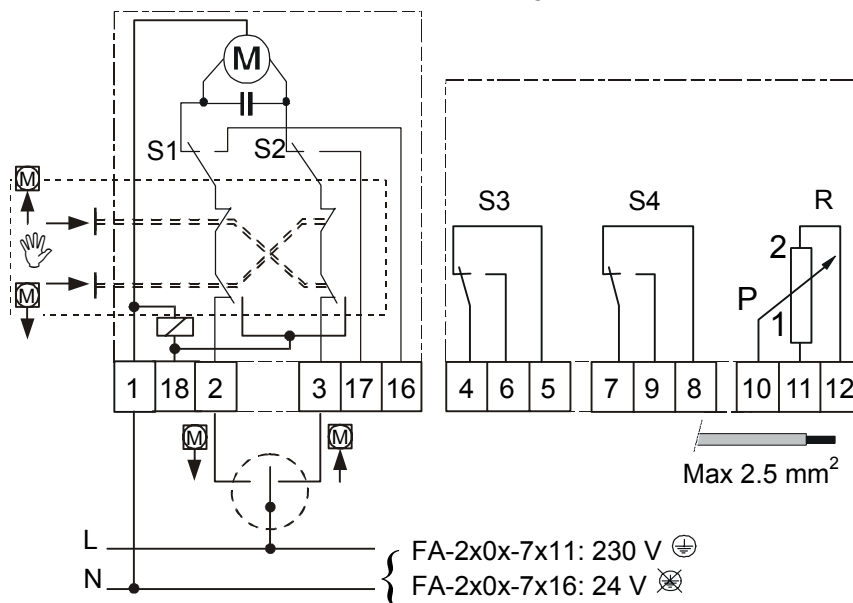 M
S1 S2
M
M
1 18 2 3 17 16
M M
L
N
S3 S4 R
2
P
1
4 6 5 7 9 8 10 11 12
Max 2.5 mm²
FA-2x0x-7x11: 230 V
FA-2x0x-7x16: 24 V